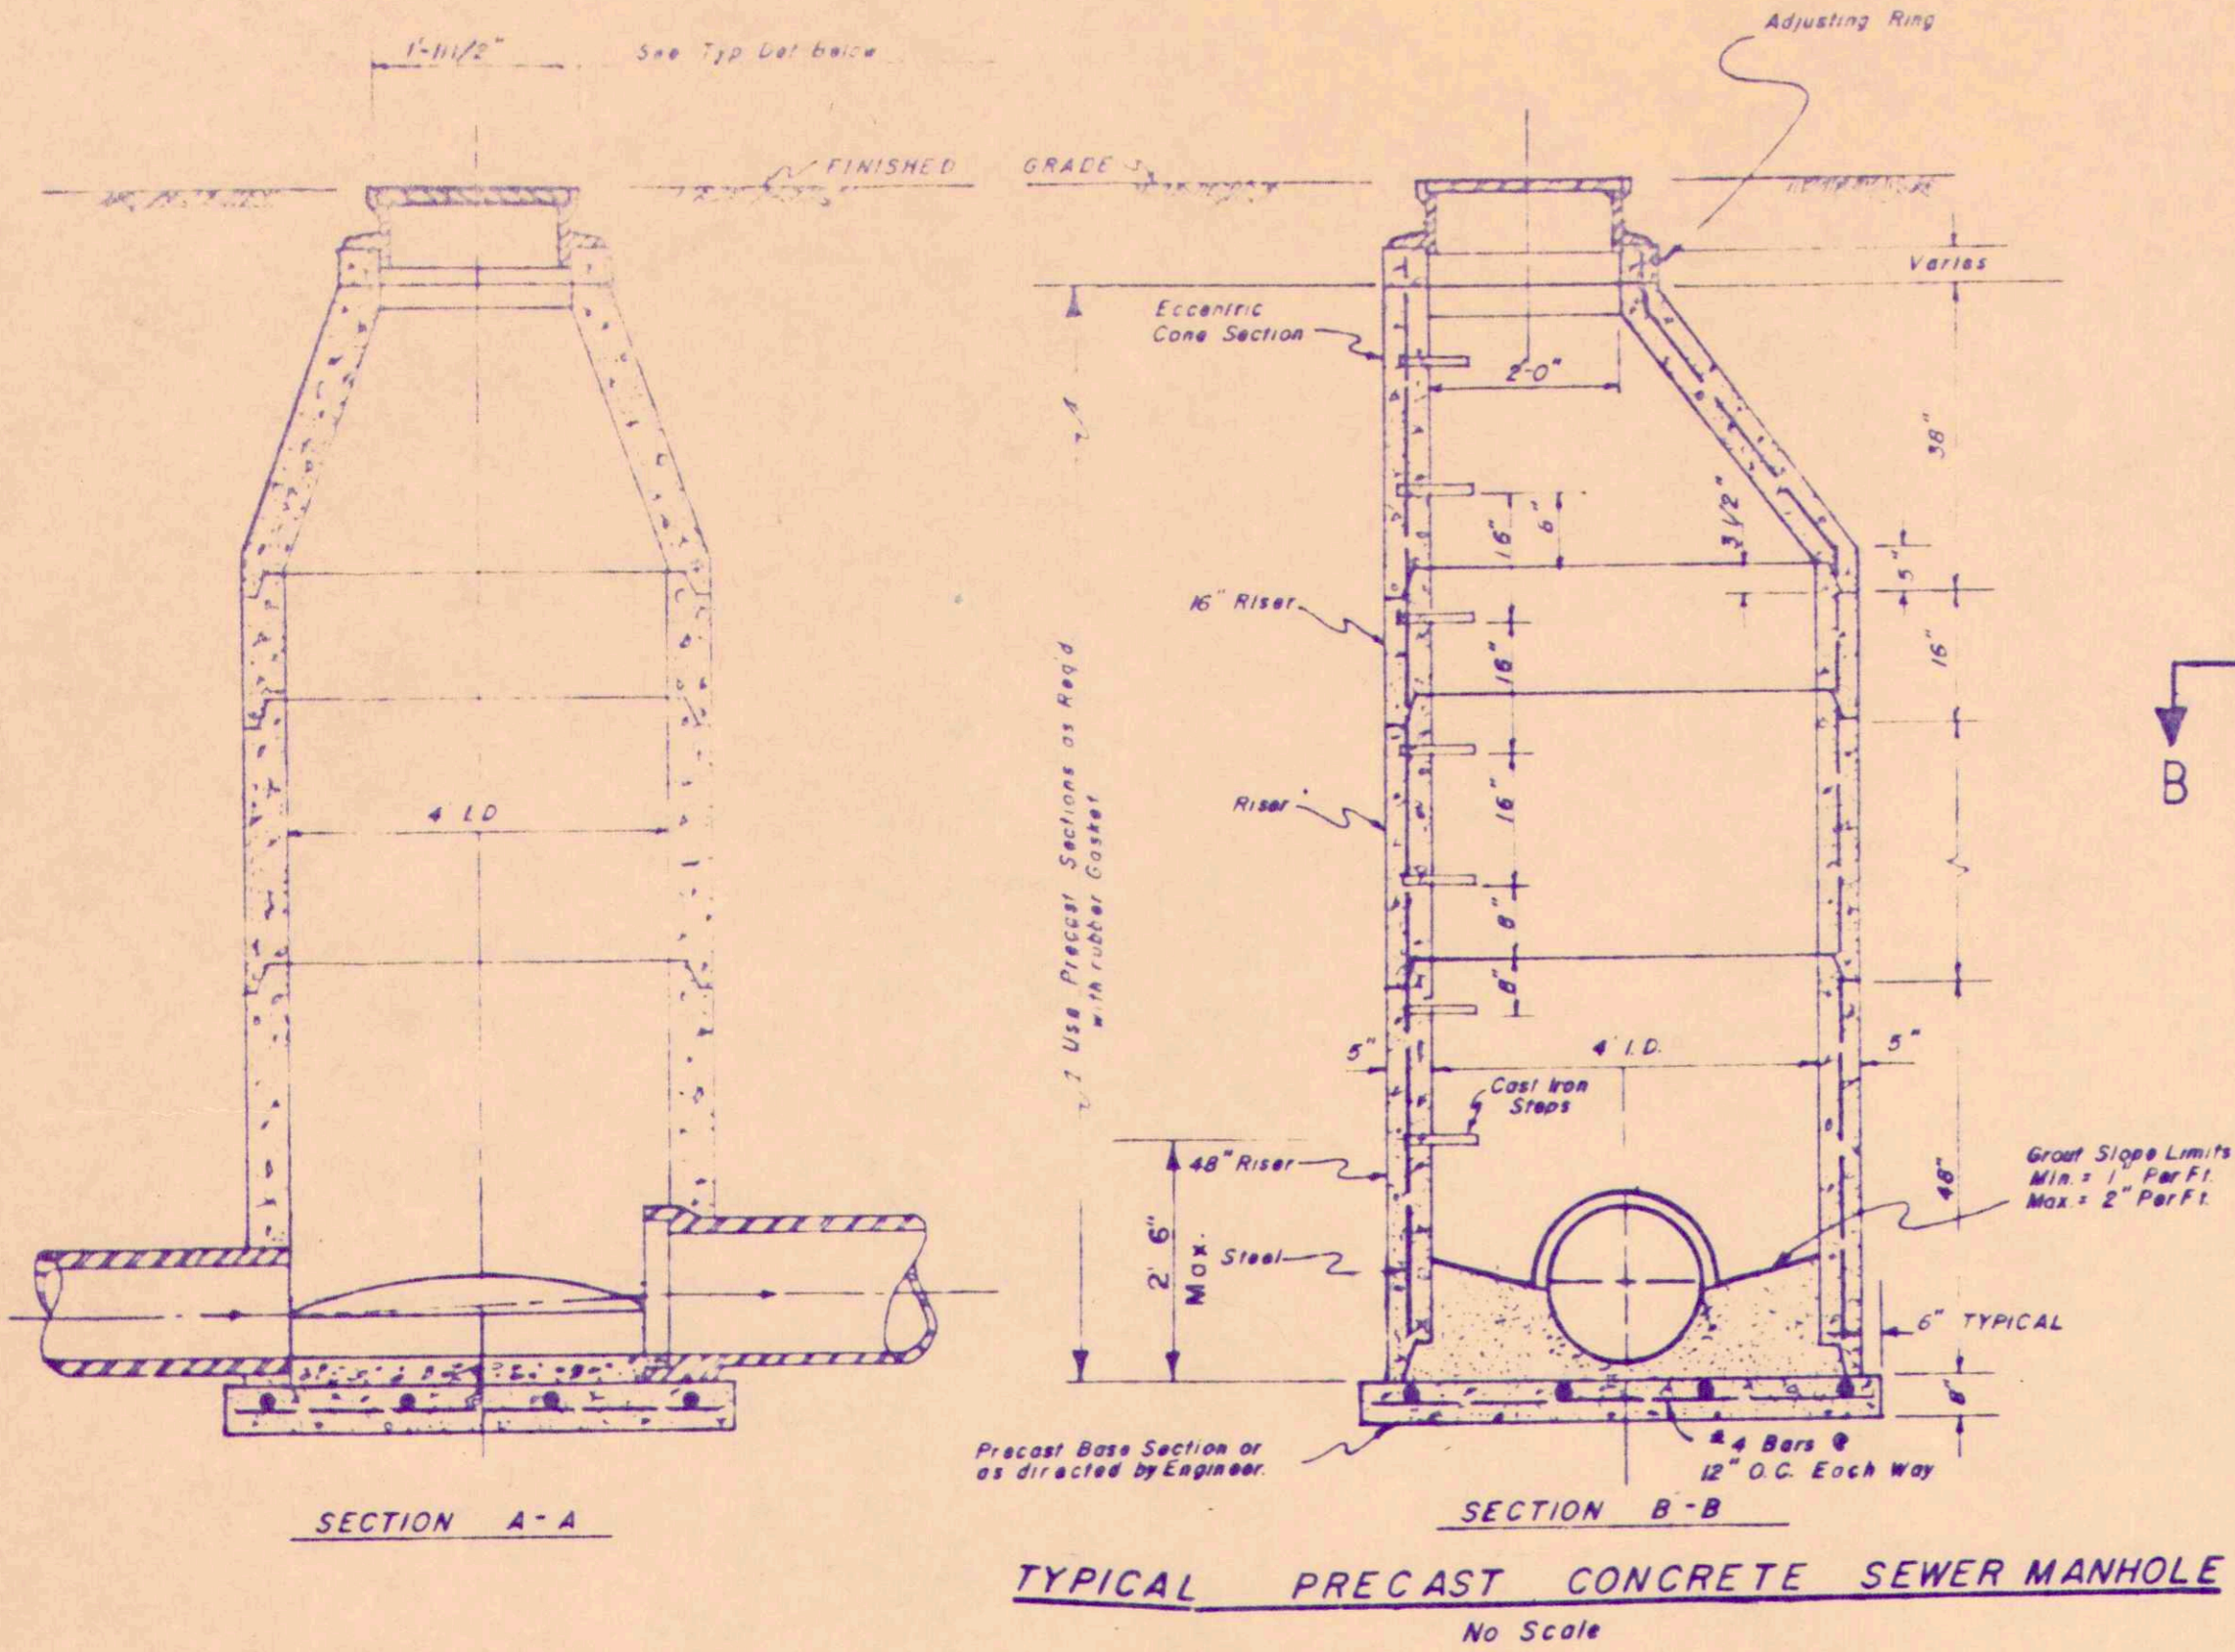 1'-11 1/2"
See Typ Det below
Adjusting Ring
FINISHED GRADE
Varies
Eccentric
Cone Section
2'-0"
38"
16"
6"
3 1/2"
5"
16" Riser
16"
16"
Use Precast Sections as Req'd
with rubber Gasket
B
Riser
16"
4' I.D.
8"
8"
5"
4' I.D.
5"
Cast Iron
Steps
48" Riser
48"
Grout Slope Limits
Min. = 1" Per Ft.
Max. = 2" Per Ft.
2' 6"
Max.
Steel
6" TYPICAL
8"
Precast Base Section or
as directed by Engineer.
#4 Bars @
12" O.C. Each Way
SECTION A-A
SECTION B-B
TYPICAL PRECAST CONCRETE SEWER MANHOLE
No Scale